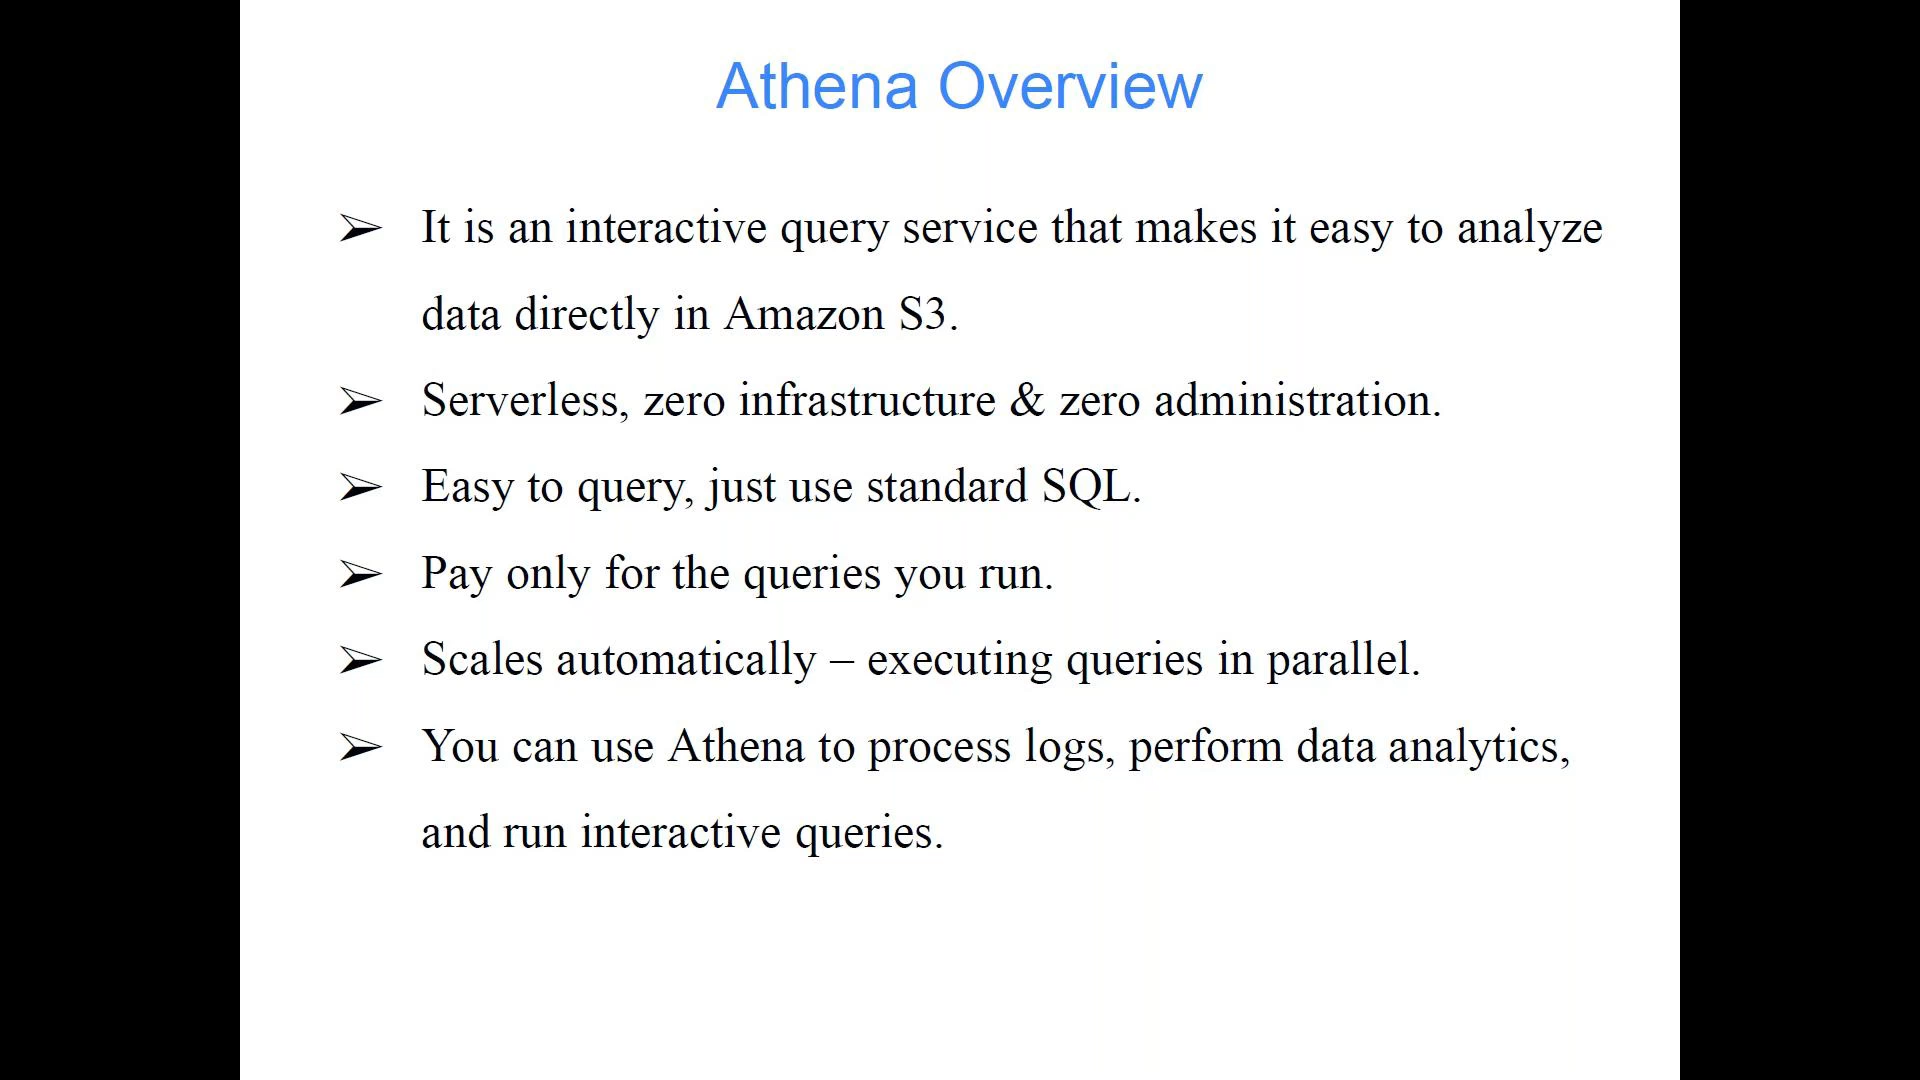 Athena Overview
➢ It is an interactive query service that makes it easy to analyze
data directly in Amazon S3.
➢ Serverless, zero infrastructure & zero administration.
➢ Easy to query, just use standard SQL.
➢ Pay only for the queries you run.
➢ Scales automatically – executing queries in parallel.
➢ You can use Athena to process logs, perform data analytics,
and run interactive queries.